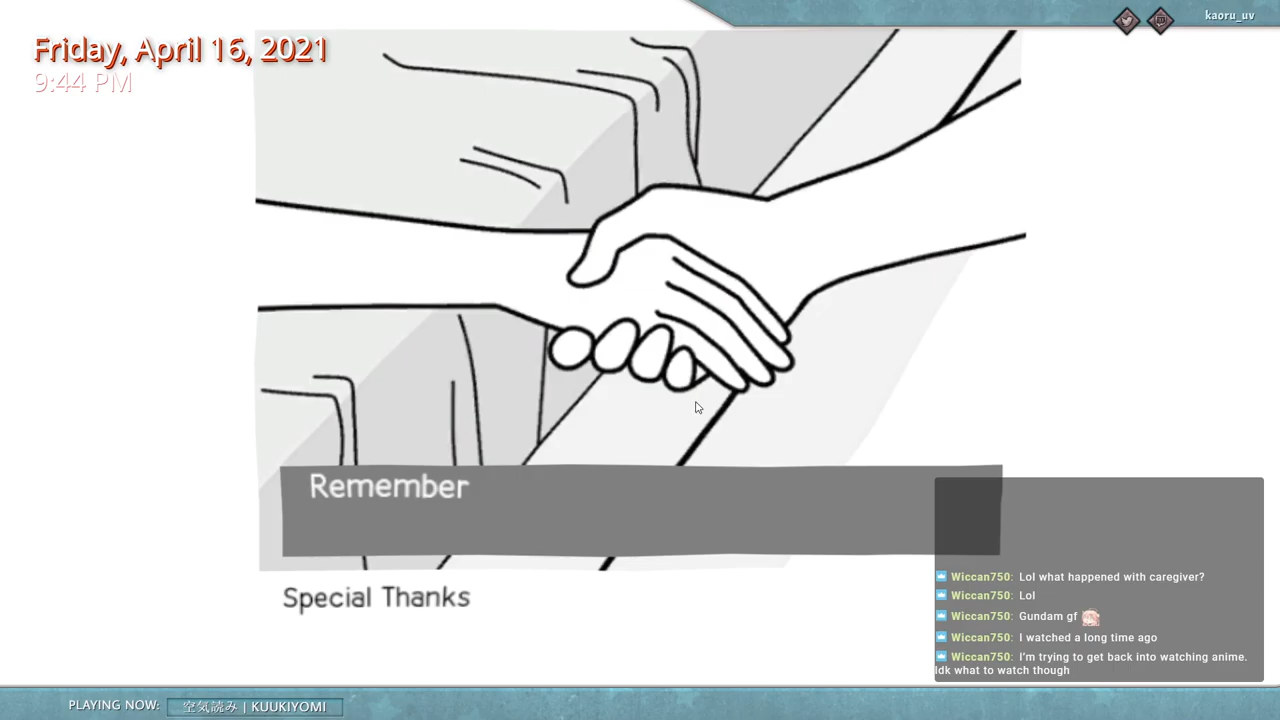 kaoru_uv
Friday, April 16, 2021
9:44 PM
Remember
Special Thanks
Wiccan750: Lol what happened with caregiver?
Wiccan750: Lol
Wiccan750: Gundam gf
Wiccan750: I watched a long time ago
Wiccan750: I'm trying to get back into watching anime.
Idk what to watch though
PLAYING NOW: 空気読み | KUUKIYOMI